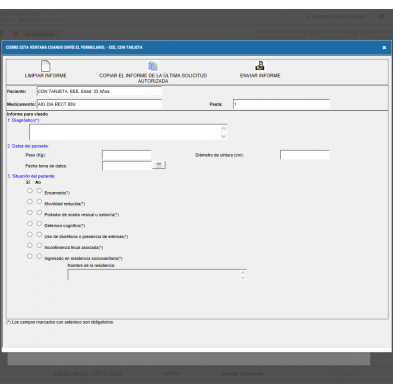 CIERRE ESTA VENTANA CUANDO ENVÍE EL FORMULARIO. - EEE, CON TARJETA
LIMPIAR INFORME
COPIAR EL INFORME DE LA ÚLTIMA SOLICITUD AUTORIZADA
ENVIAR INFORME
Paciente: CON TARJETA, EEE. Edad: 33 Años
Medicamento: AIO DIA RECT 80U Pauta: 1
Informe para visado
1. Diagnóstico(*):
2. Datos del paciente:
Peso (Kg): Diámetro de cintura (cm):
Fecha toma de datos:
3. Situación del paciente:
Sí No
Encamado(*)
Movilidad reducida(*)
Portador de sonda vesical u ostomía(*)
Deterioro cognitivo(*)
Uso de diuréticos o presencia de edemas(*)
Incontinencia fecal asociada(*)
Ingresado en residencia sociosanitaria(*)
Nombre de la residencia:
(*) Los campos marcados con asterisco son obligatorios.